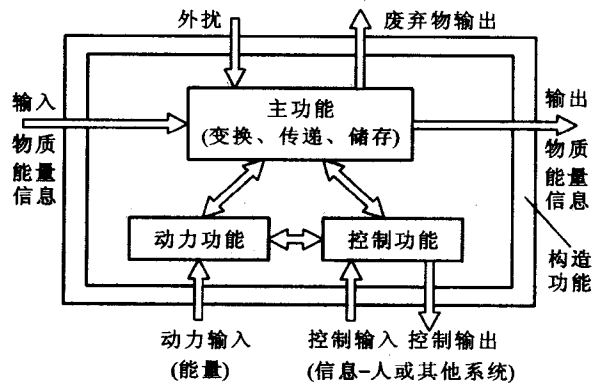 外扰
废弃物输出
输入
物质
能量
信息
主功能
(变换、传递、储存)
输出
物质
能量
信息
动力功能
控制功能
构造
功能
动力输入
(能量)
控制输入
控制输出
(信息-人或其他系统)